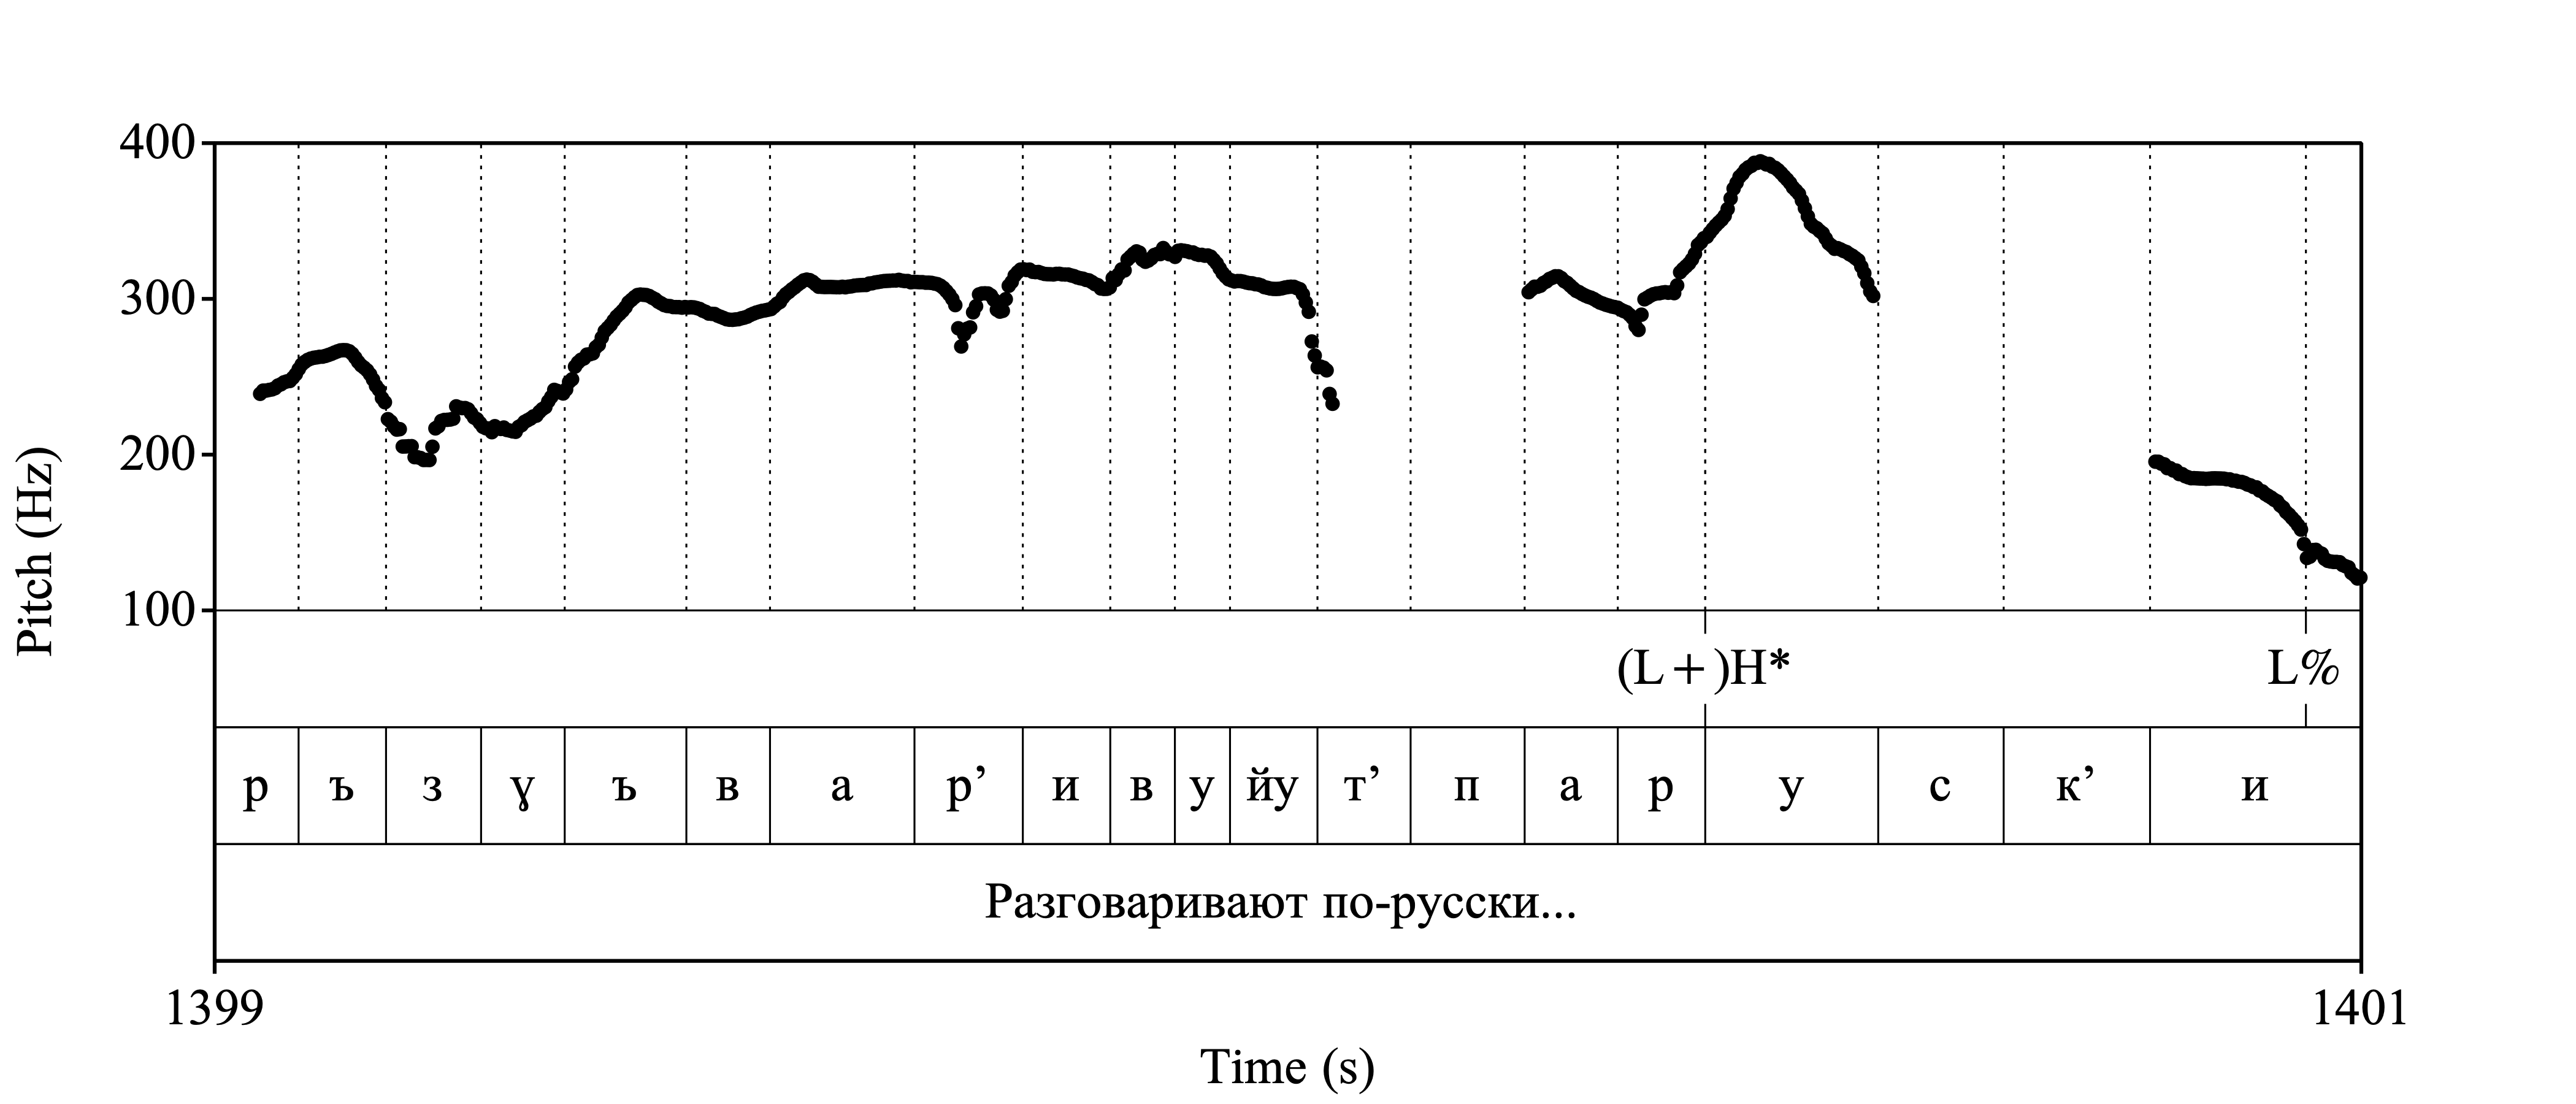 400
300
200
100
Pitch (Hz)
(L+)H* L%
р ъ з ɣ ъ в а р’ и в у йу т’ п а р у с к’ и
Разговаривают по-русски...
1399 1401
Time (s)